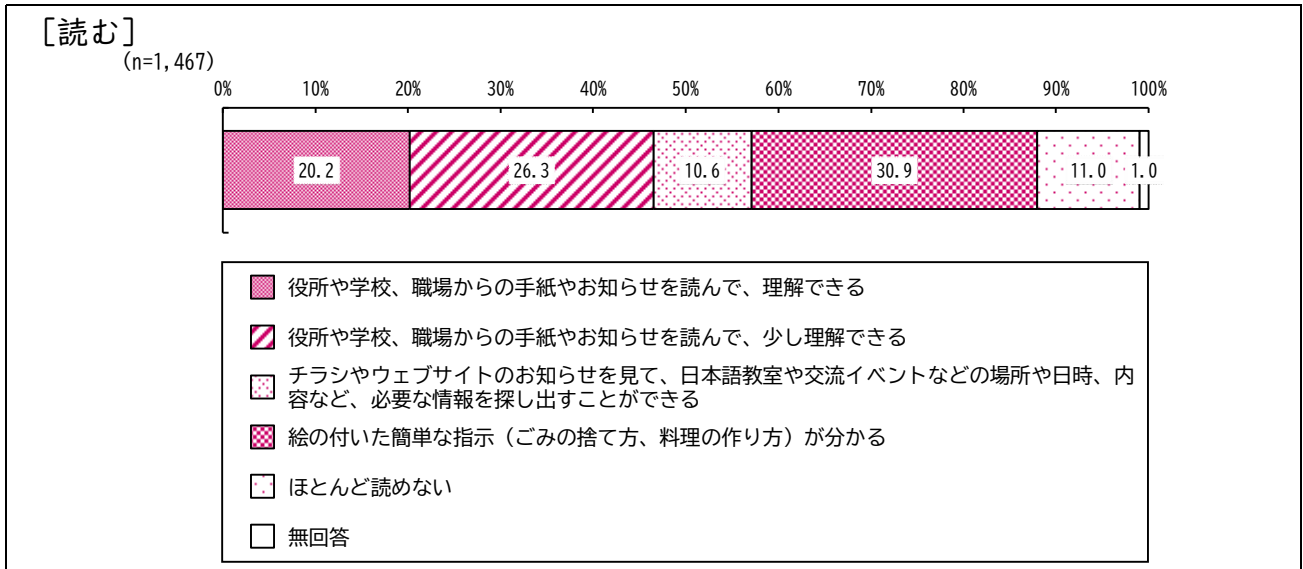 ［読む］
(n=1,467)
0% 10% 20% 30% 40% 50% 60% 70% 80% 90% 100%
20.2 26.3 10.6 30.9 11.0 1.0
役所や学校、職場からの手紙やお知らせを読んで、理解できる
役所や学校、職場からの手紙やお知らせを読んで、少し理解できる
チラシやウェブサイトのお知らせを見て、日本語教室や交流イベントなどの場所や日時、内
容など、必要な情報を探し出すことができる
絵の付いた簡単な指示（ごみの捨て方、料理の作り方）が分かる
ほとんど読めない
無回答